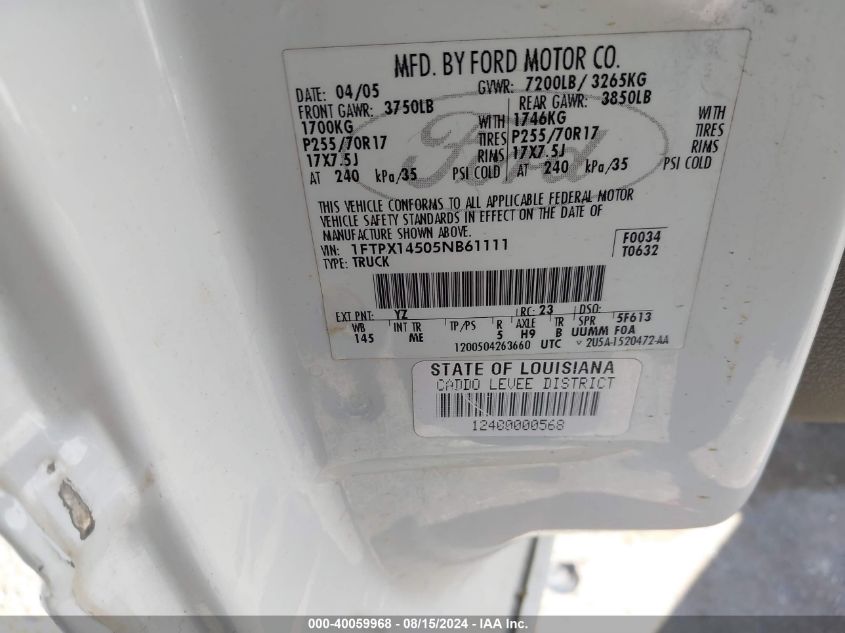 MFD. BY FORD MOTOR CO.
DATE: 04/05 GVWR: 7200LB/ 3265KG
FRONT GAWR: 3750LB REAR GAWR: 3850LB
1700KG WITH 1746KG WITH
P255/70R17 TIRES P255/70R17 TIRES
17X7.5J RIMS 17X7.5J RIMS
AT 240 kPa/35 PSI COLD AT 240 kPa/35 PSI COLD
Ford
THIS VEHICLE CONFORMS TO ALL APPLICABLE FEDERAL MOTOR
VEHICLE SAFETY STANDARDS IN EFFECT ON THE DATE OF
MANUFACTURE SHOWN ABOVE.
VIN: 1FTPX14505NB61111 F0034
TYPE: TRUCK T0632
EXT PNT: YZ RC: 23 DSO:
WB INT TR TP/PS R AXLE TR SPR 5F613
145 ME 5 H9 B UUMM F0A
1200504263660 UTC 2U5A-1520472-AA
STATE OF LOUISIANA
CADDO LEVEE DISTRICT
12400000568
000-40059968 - 08/15/2024 - IAA Inc.